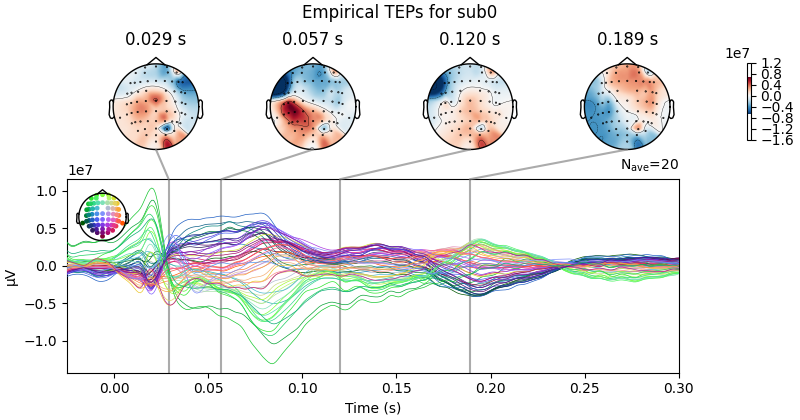 Empirical TEPs for sub0
0.029 s 0.057 s 0.120 s 0.189 s
1e7
1.2
0.8
0.4
0.0
−0.4
−0.8
−1.2
−1.6
Nave=20
1e7
1.0
0.5
0.0
−0.5
−1.0
µV
0.00 0.05 0.10 0.15 0.20 0.25 0.30
Time (s)